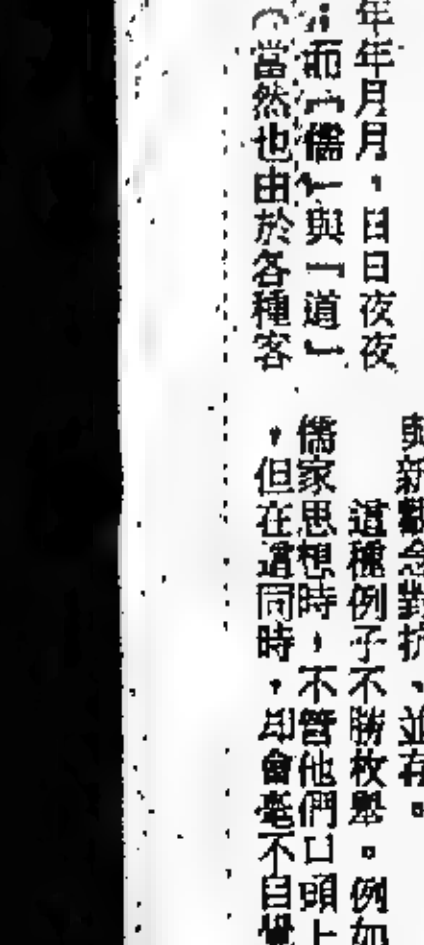 年年月月，日日夜夜
；而「儒」與「道」
（當然也由於各種客
與新觀念對抗、並存。
這種例子不勝枚舉。例如
儒家思想時，不管他們口頭上
，但在這同時，却會毫不自覺